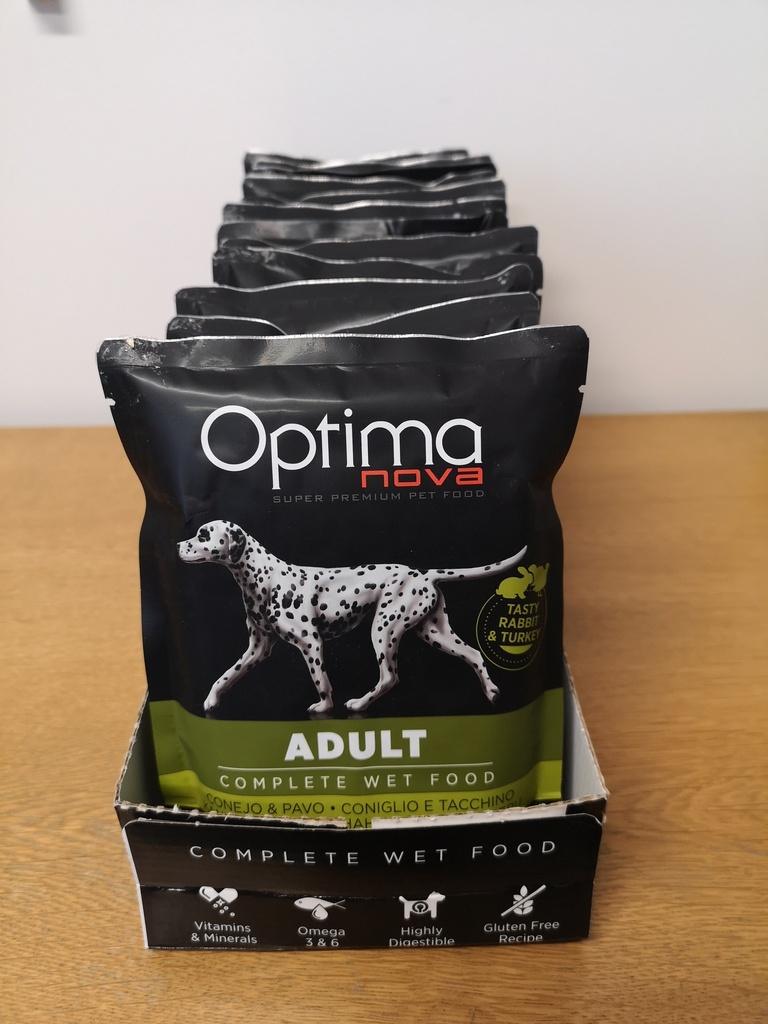 Optima
nova
SUPER PREMIUM PET FOOD
TASTY
RABBIT
& TURKEY
ADULT
COMPLETE WET FOOD
CONEJO & PAVO • CONIGLIO E TACCHINO
COMPLETE WET FOOD
Vitamins
& Minerals
Omega
3 & 6
Highly
Digestible
Gluten Free
Recipe